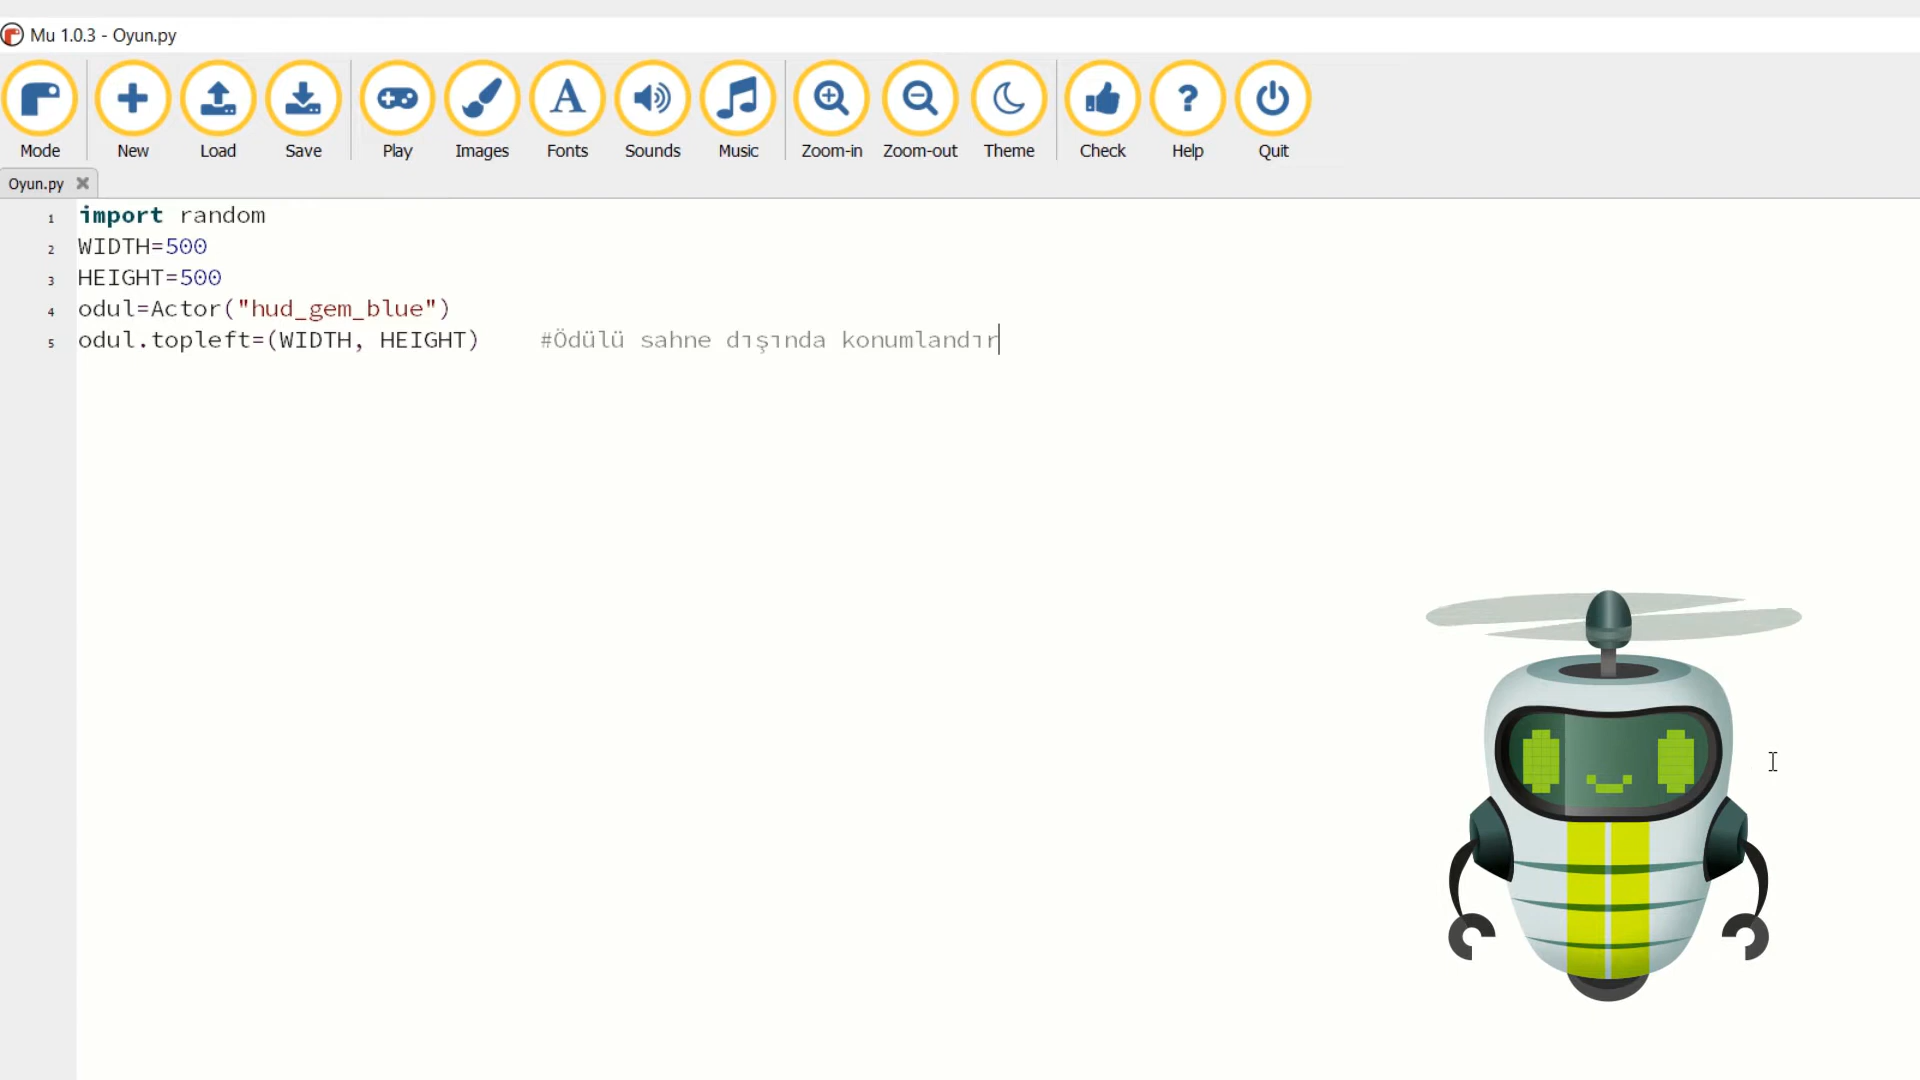 Mu 1.0.3 - Oyun.py
Mode New Load Save Play Images Fonts Sounds Music Zoom-in Zoom-out Theme Check Help Quit
Oyun.py
1 import random
2 WIDTH=500
3 HEIGHT=500
4 odul=Actor("hud_gem_blue")
5 odul.topleft=(WIDTH, HEIGHT) #Ödülü sahne dışında konumlandır